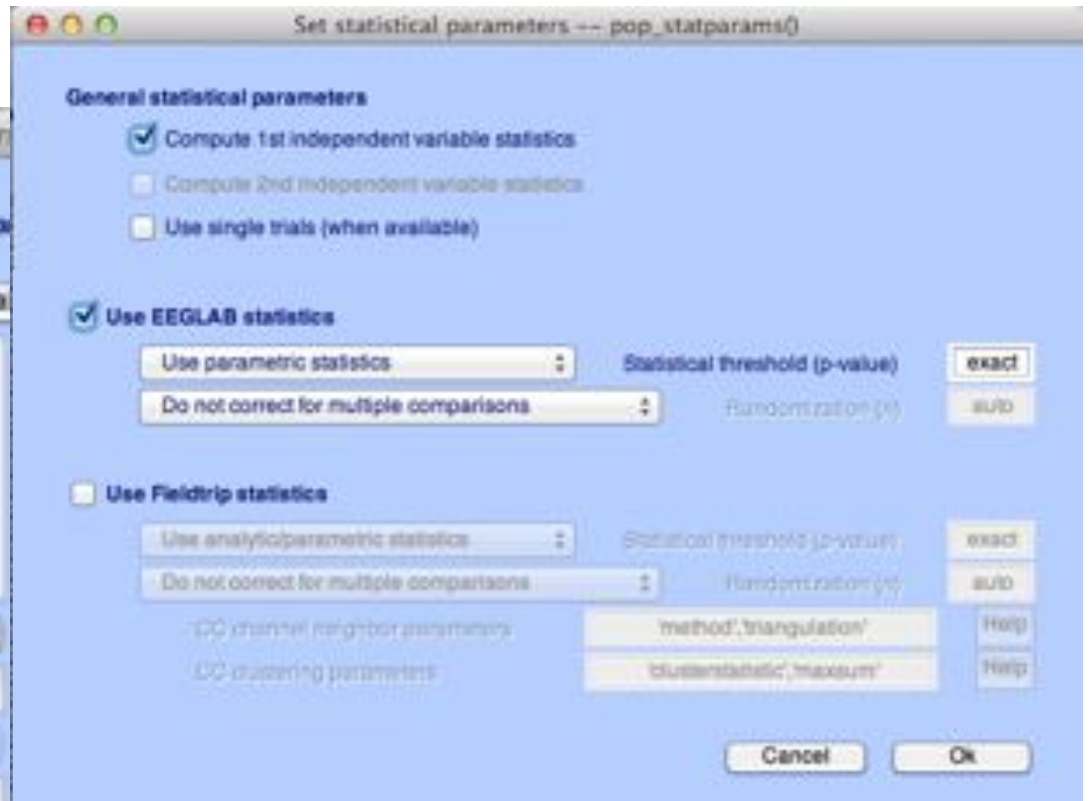 Set statistical parameters -- pop_statparams()
General statistical parameters
Compute 1st independent variable statistics
Compute 2nd independent variable statistics
Use single trials (when available)
Use EEGLAB statistics
Use parametric statistics Statistical threshold (p-value) exact
Do not correct for multiple comparisons Randomization (n) auto
Use Fieldtrip statistics
Use analytic/parametric statistics Statistical threshold (p-value) exact
Do not correct for multiple comparisons Randomization (n) auto
CC channel neighbor parameters 'method','triangulation' Help
CC clustering parameters 'clusterstatistic','maxsum' Help
Cancel Ok